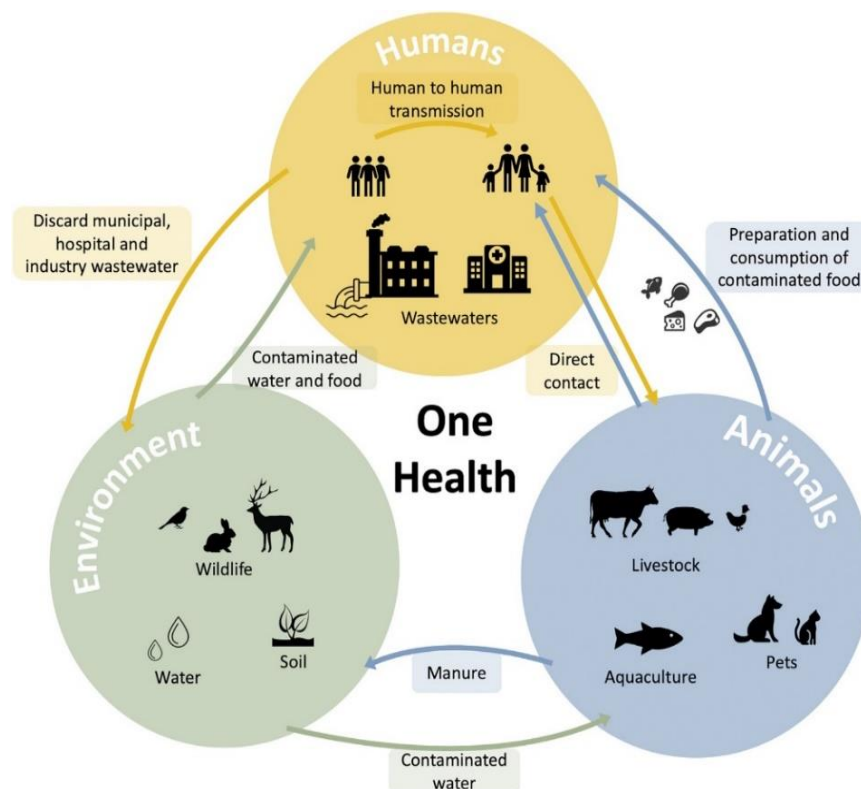 Humans
Human to human
transmission
Discard municipal,
hospital and
industry wastewater
Preparation and
consumption of
contaminated food
Wastewaters
Contaminated
water and food
Direct
contact
One
Health
Environment
Animals
Wildlife
Livestock
Water
Soil
Manure
Aquaculture
Pets
Contaminated
water